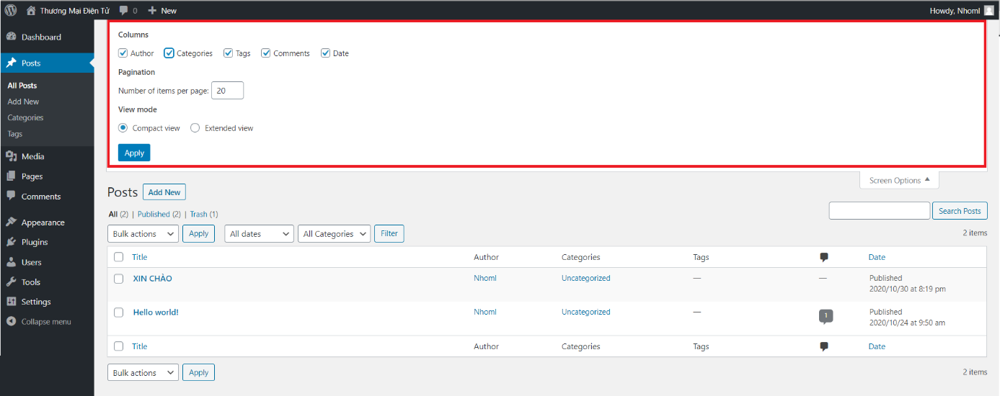 Thương Mại Điện Tử 0 New Howdy, Nhoml
Dashboard
Posts
All Posts
Add New
Categories
Tags
Media
Pages
Comments
Appearance
Plugins
Users
Tools
Settings
Collapse menu
Columns
Author Categories Tags Comments Date
Pagination
Number of items per page: 20
View mode
Compact view Extended view
Apply
Screen Options
Posts Add New
All (2) | Published (2) | Trash (1)
Search Posts
Bulk actions Apply All dates All Categories Filter 2 items
Title Author Categories Tags Date
XIN CHÀO Nhoml Uncategorized — — Published
2020/10/30 at 8:19 pm
Hello world! Nhoml Uncategorized — 1 Published
2020/10/24 at 9:50 am
Title Author Categories Tags Date
Bulk actions Apply 2 items